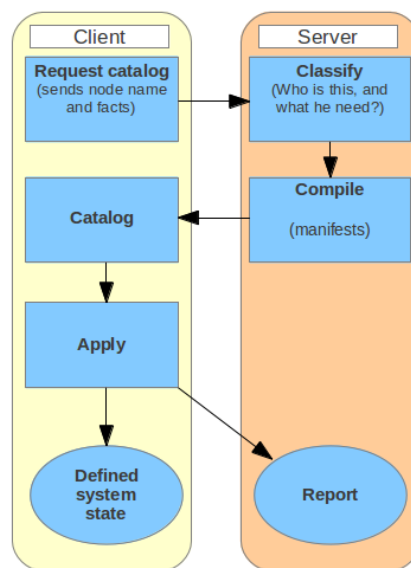 Client
Server
Request catalog
(sends node name
and facts)
Classify
(Who is this, and
what he need?)
Catalog
Compile
(manifests)
Apply
Defined
system
state
Report